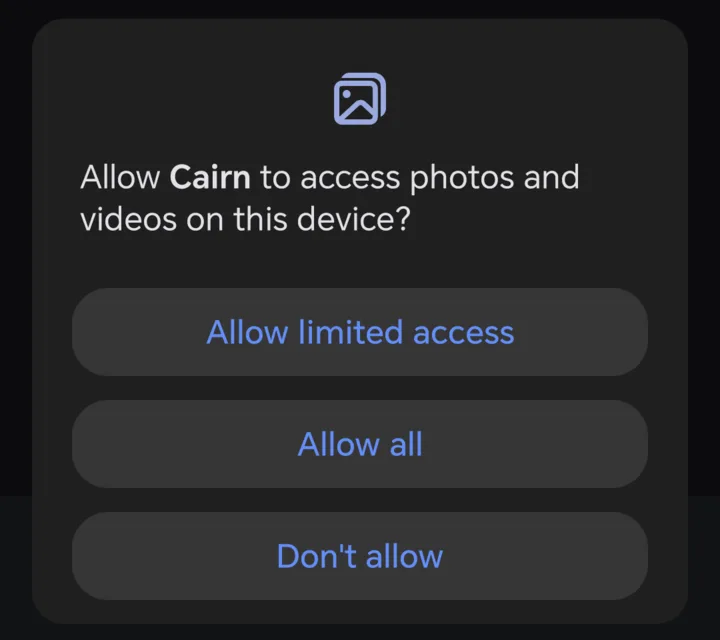 Allow Cairn to access photos and
videos on this device?
Allow limited access
Allow all
Don't allow